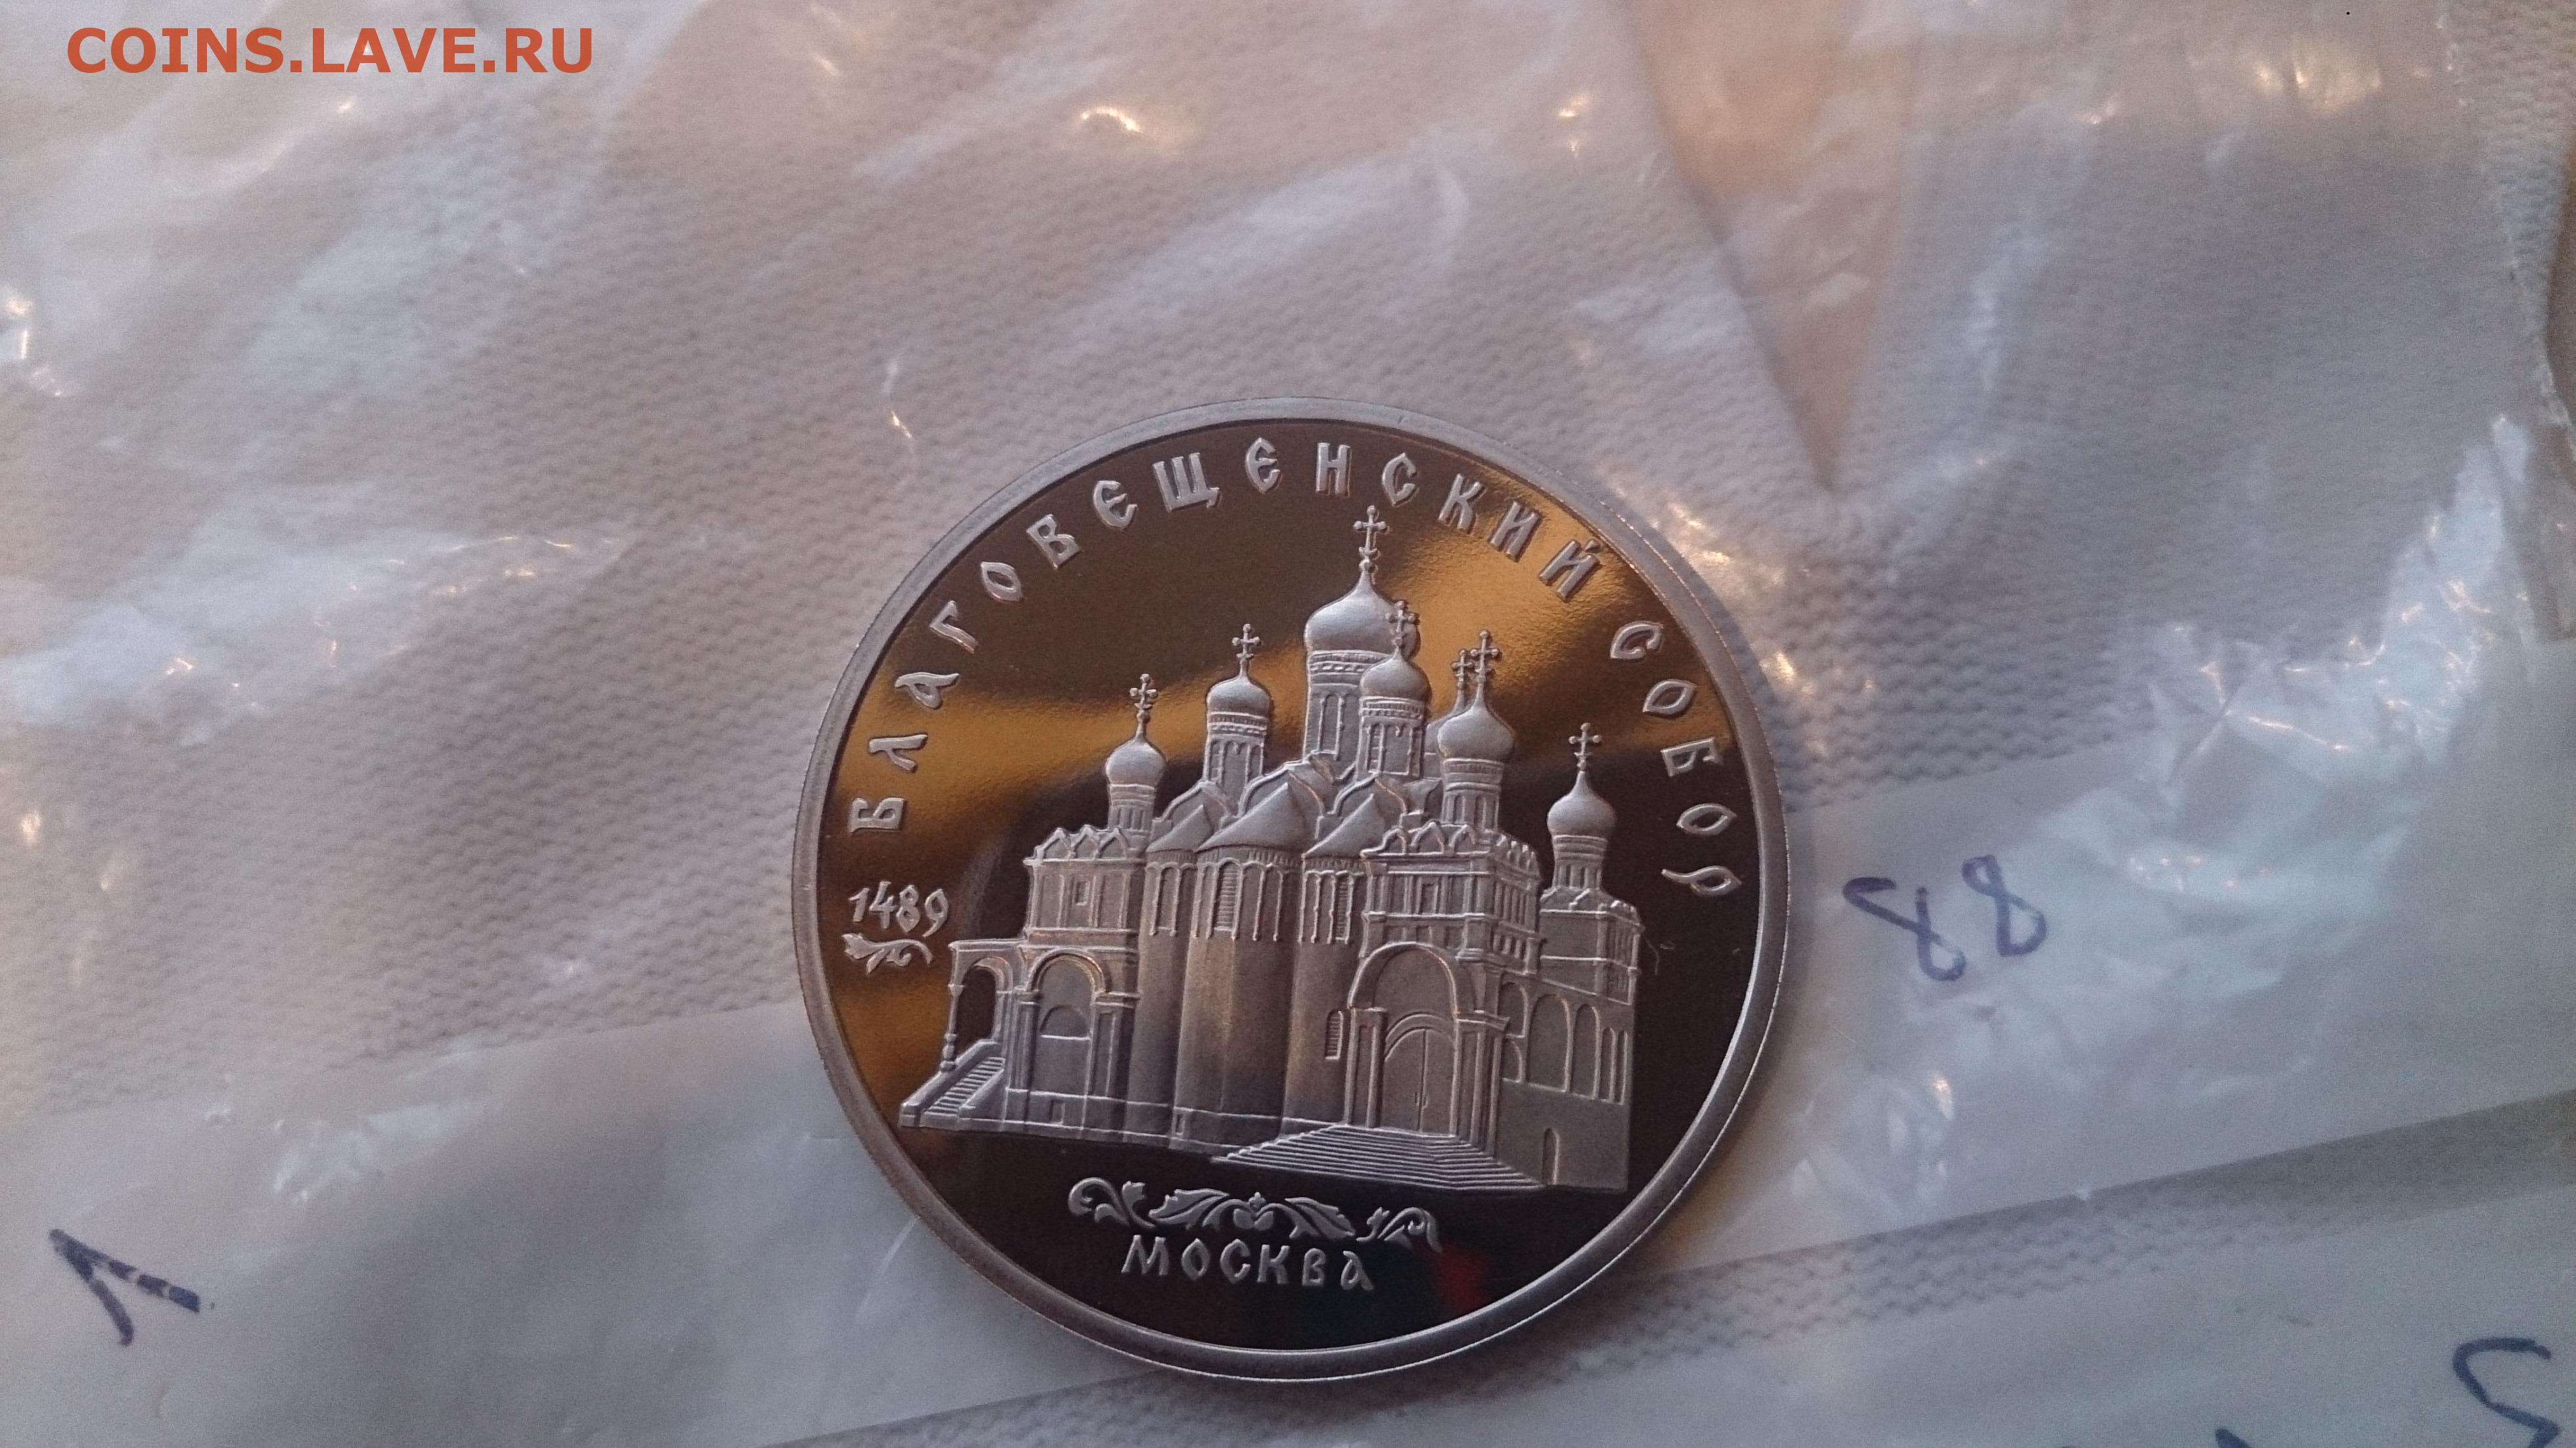 COINS.LAVE.RU
БЛАГОВЕЩЕНСКИЙ СОБОР
1489
88
МОСКВА